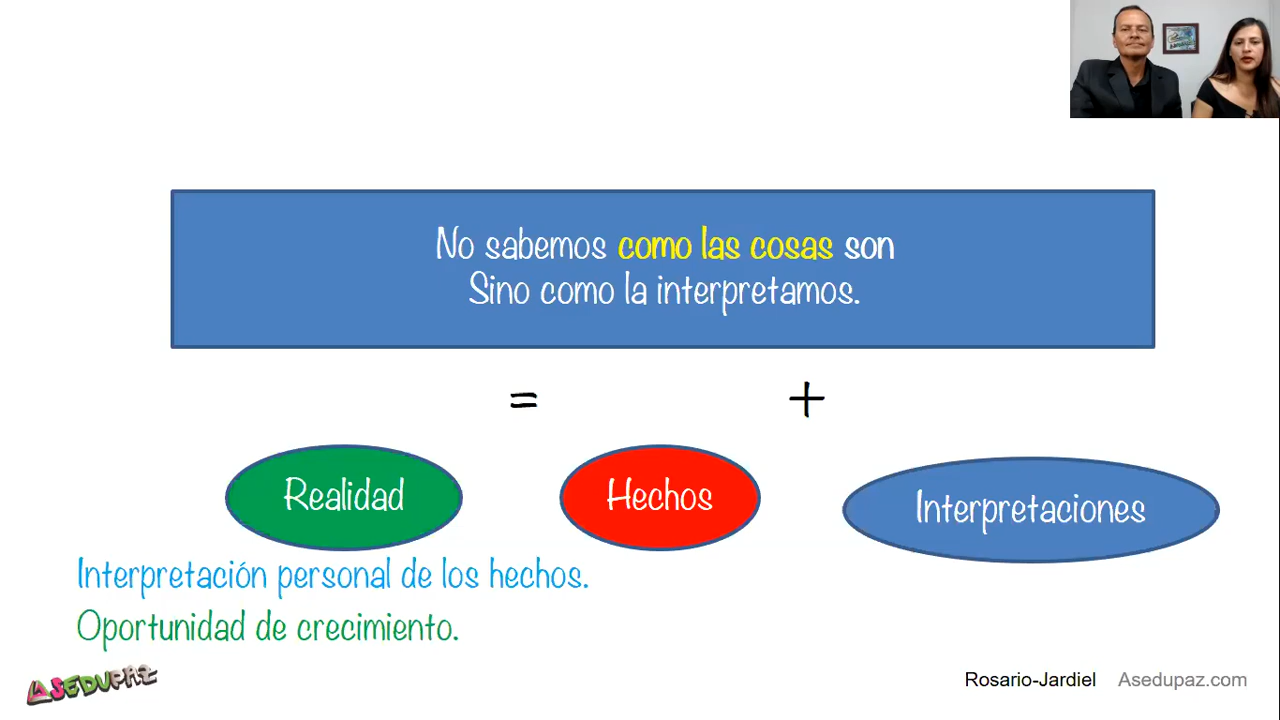 No sabemos como las cosas son
Sino como la interpretamos.
=
+
Realidad
Hechos
Interpretaciones
Interpretación personal de los hechos.
Oportunidad de crecimiento.
ASEDUPAZ
Rosario-Jardiel Asedupaz.com